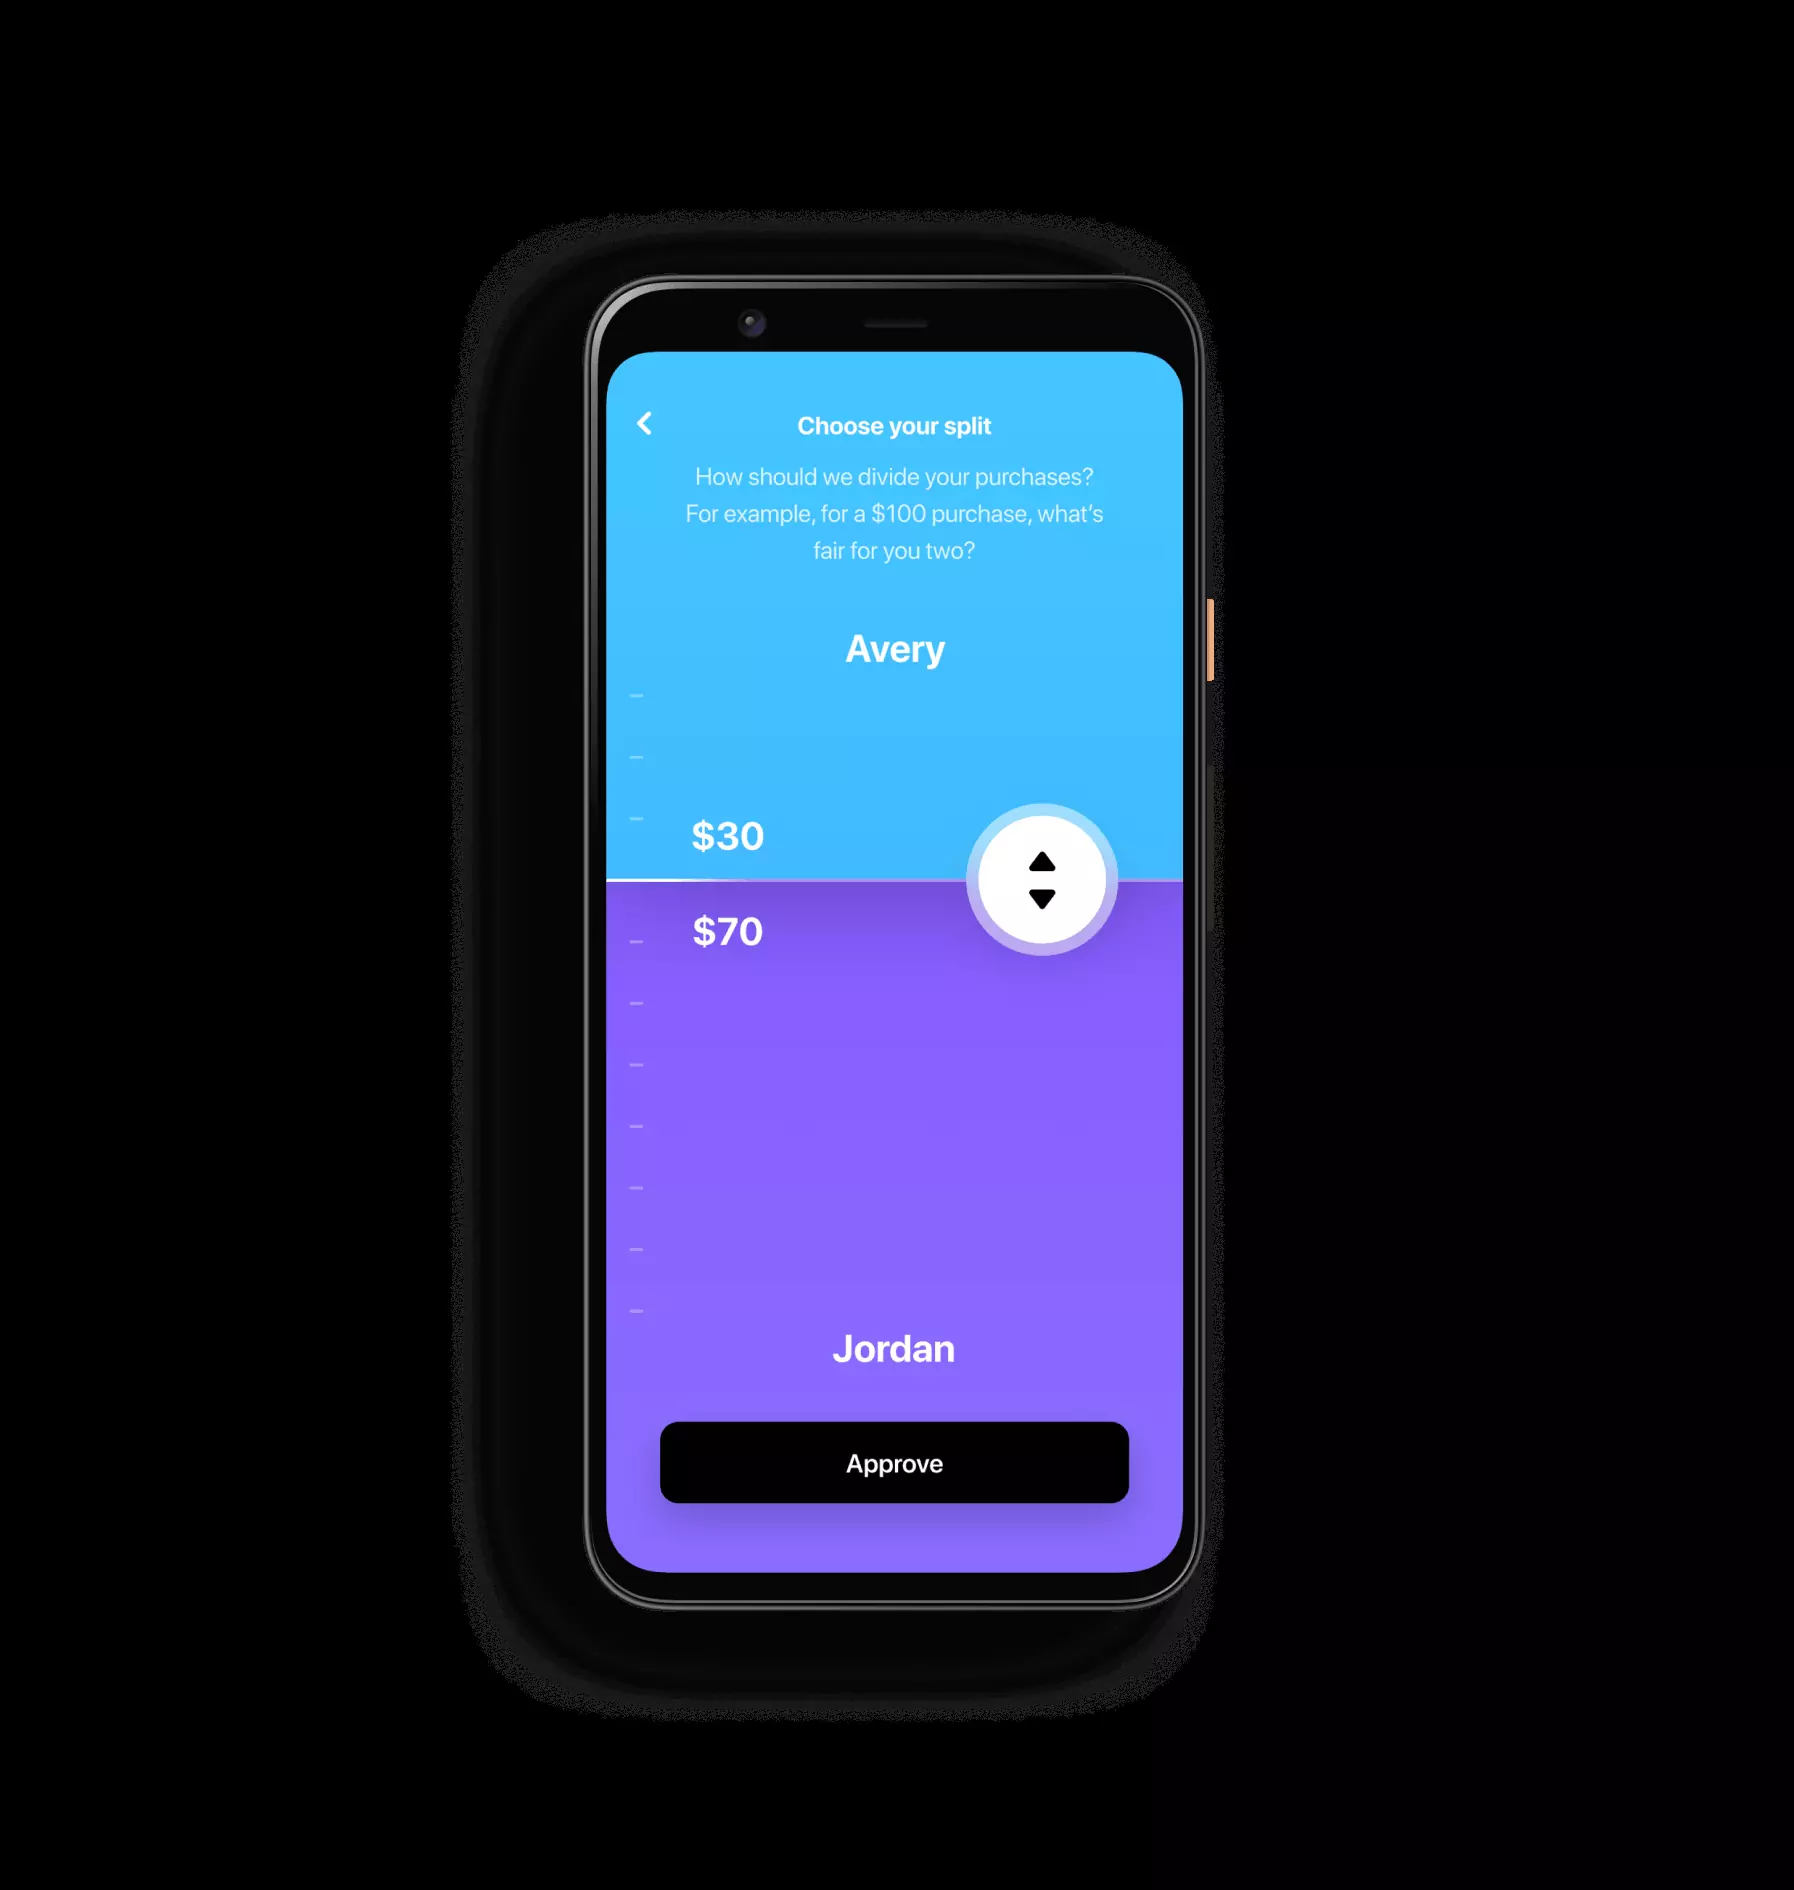 Choose your split
How should we divide your purchases?
For example, for a $100 purchase, what's
fair for you two?
Avery
$30
$70
Jordan
Approve